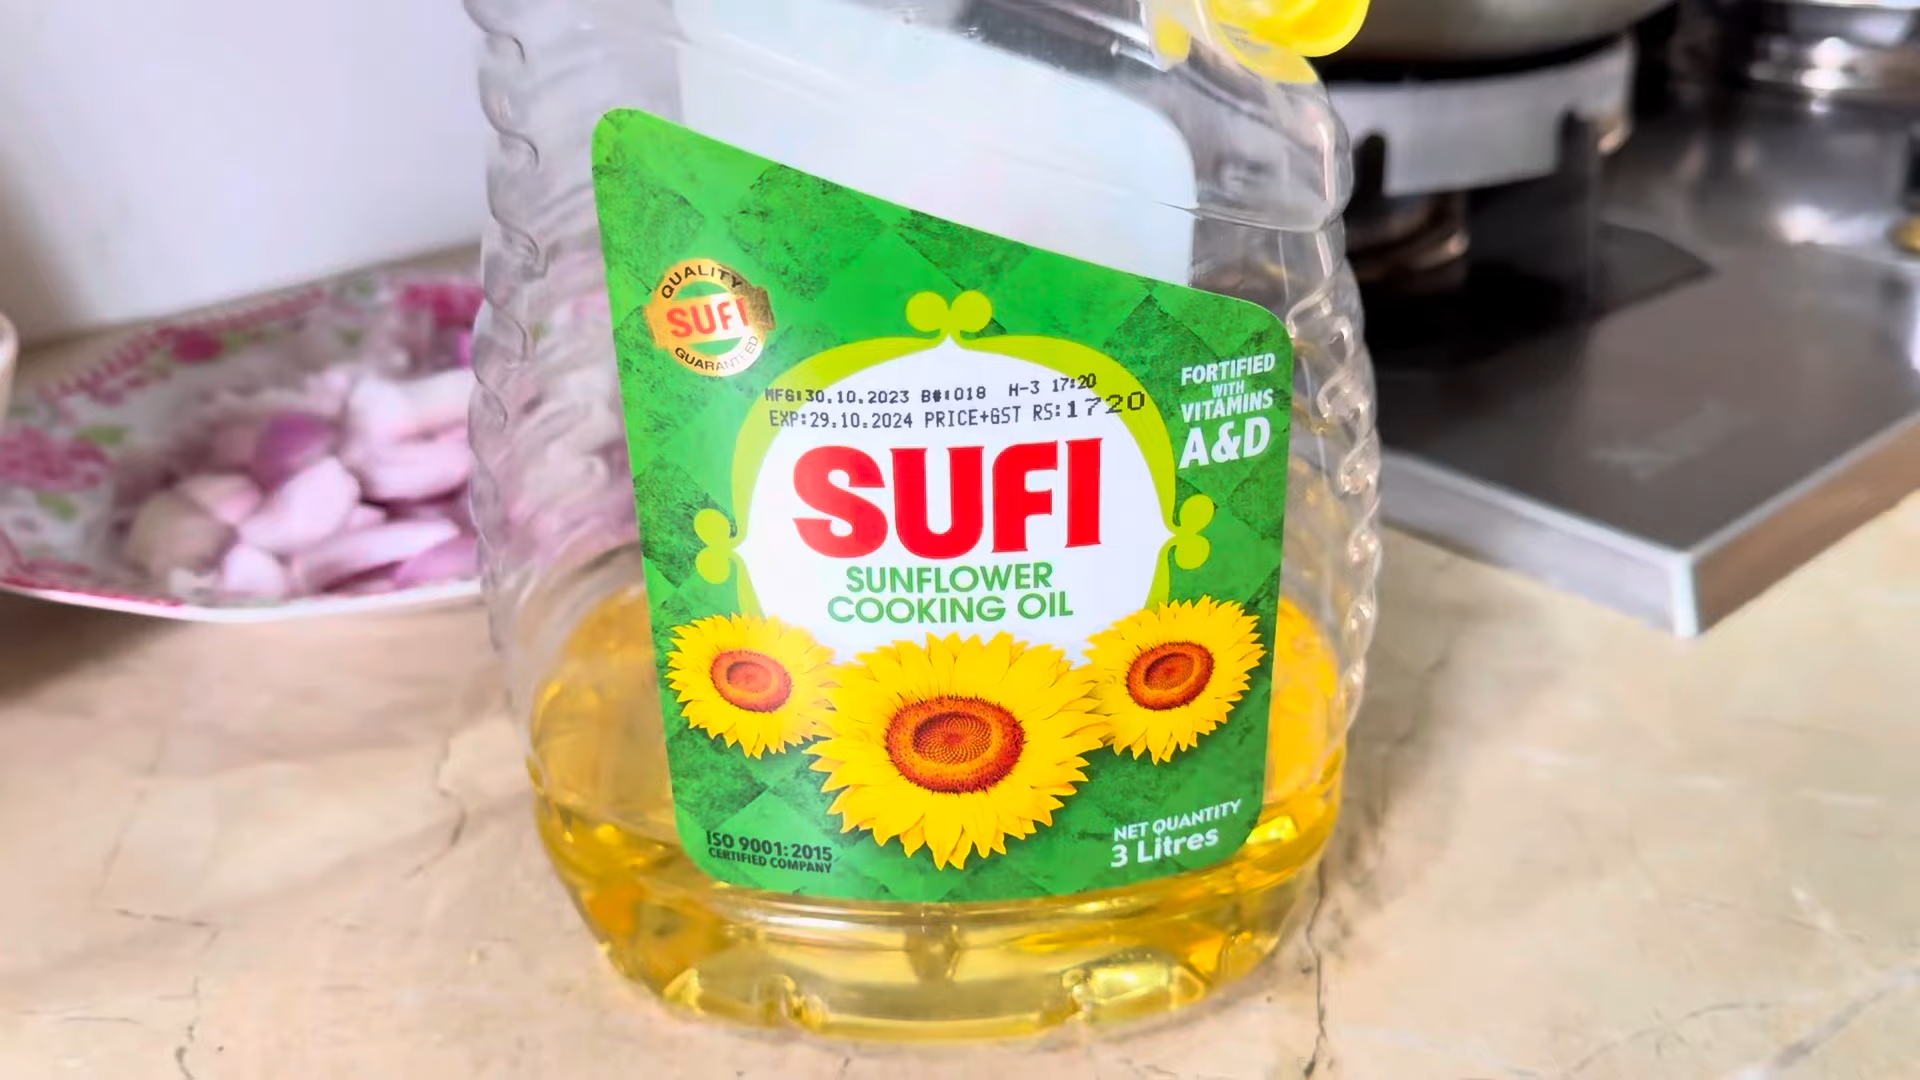 QUALITY
SUFI
GUARANTEED
FORTIFIED
WITH
VITAMINS
A&D
MFG:30.10.2023 B#:018 H-3 17:20
EXP:29.10.2024 PRICE+GST RS:1720
SUFI
SUNFLOWER
COOKING OIL
ISO 9001:2015
CERTIFIED COMPANY
NET QUANTITY
3 Litres